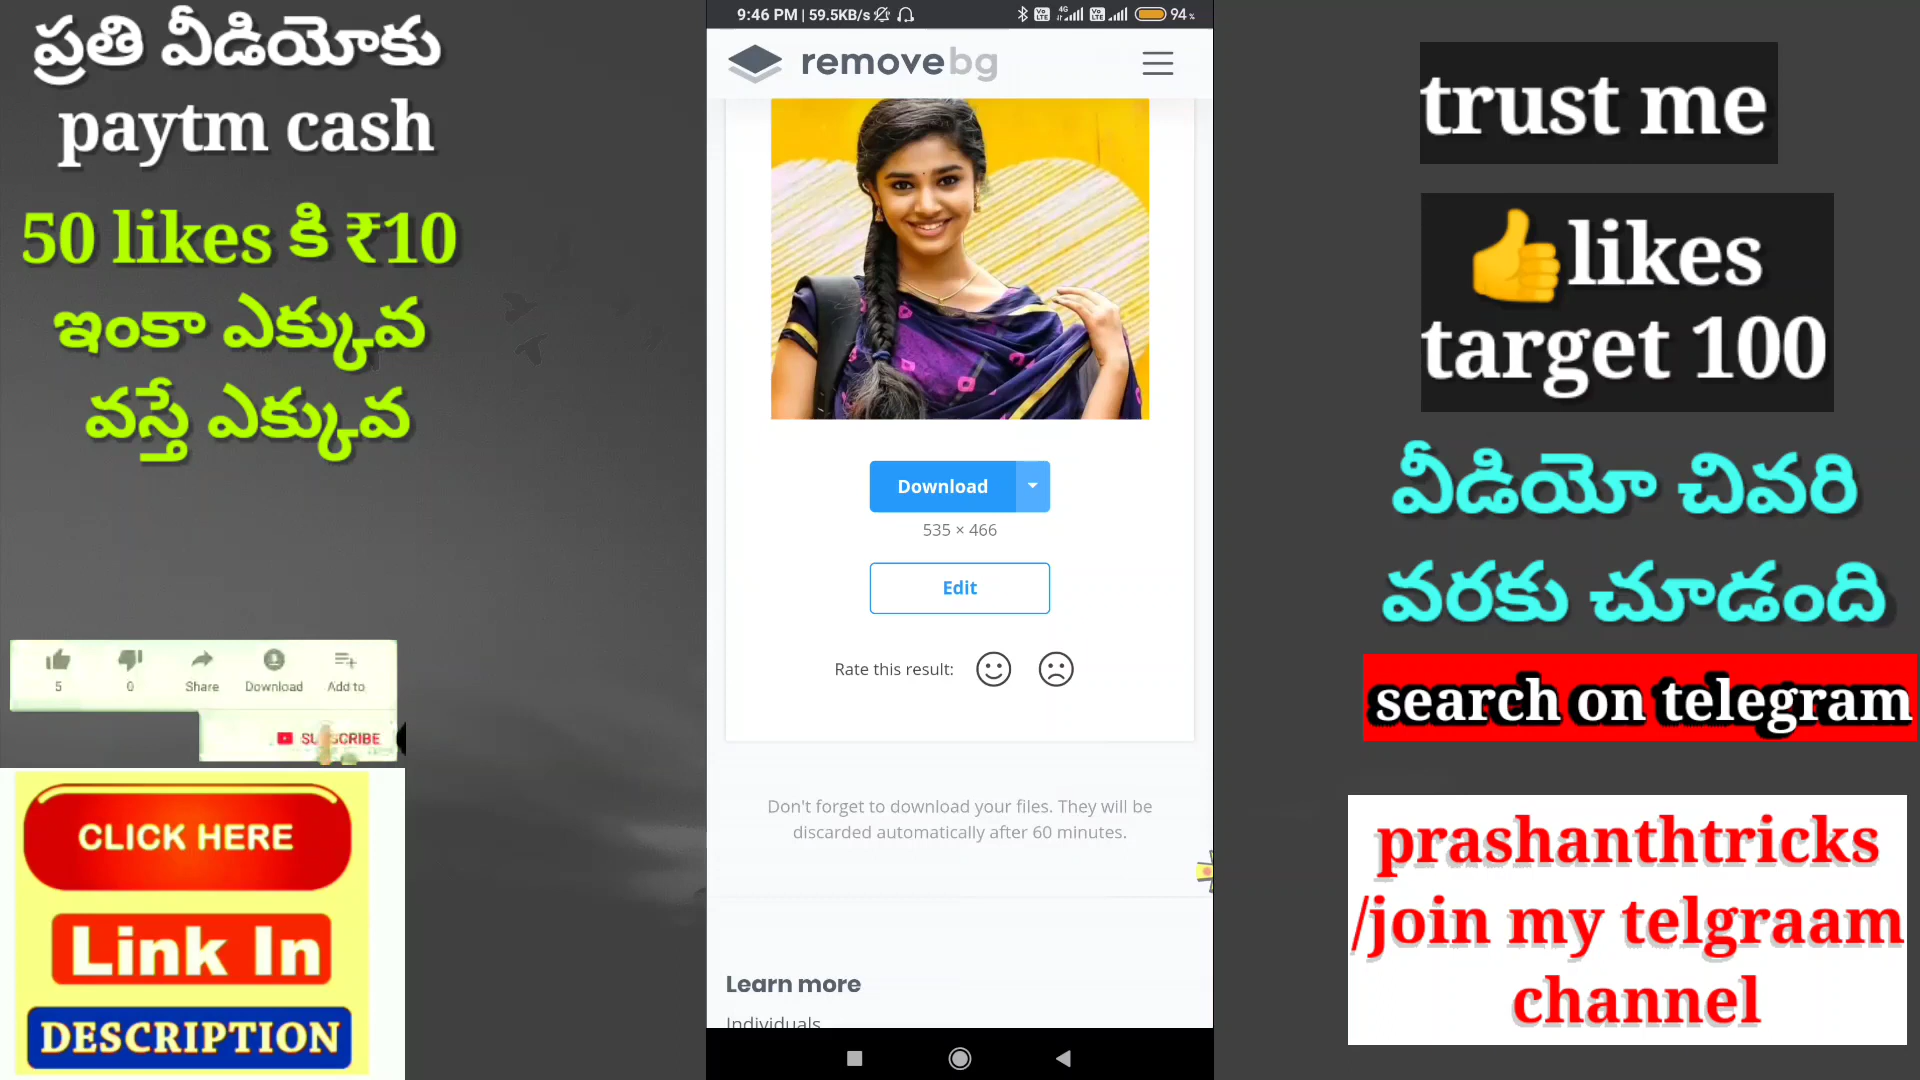 ప్రతి వీడియోకు
paytm cash
50 likes కి ₹10
ఇంకా ఎక్కువ
వస్తే ఎక్కువ
5
0
Share
Download
Add to
CLICK HERE
Link In
DESCRIPTION
9:46 PM | 59.5KB/s
4G
94%
removebg
Download
535 × 466
Edit
Rate this result:
Don't forget to download your files. They will be
discarded automatically after 60 minutes.
Learn more
Individuals
trust me
👍likes
target 100
వీడియో చివరి
వరకు చూడండి
search on telegram
prashanthtricks
/join my telgraam
channel